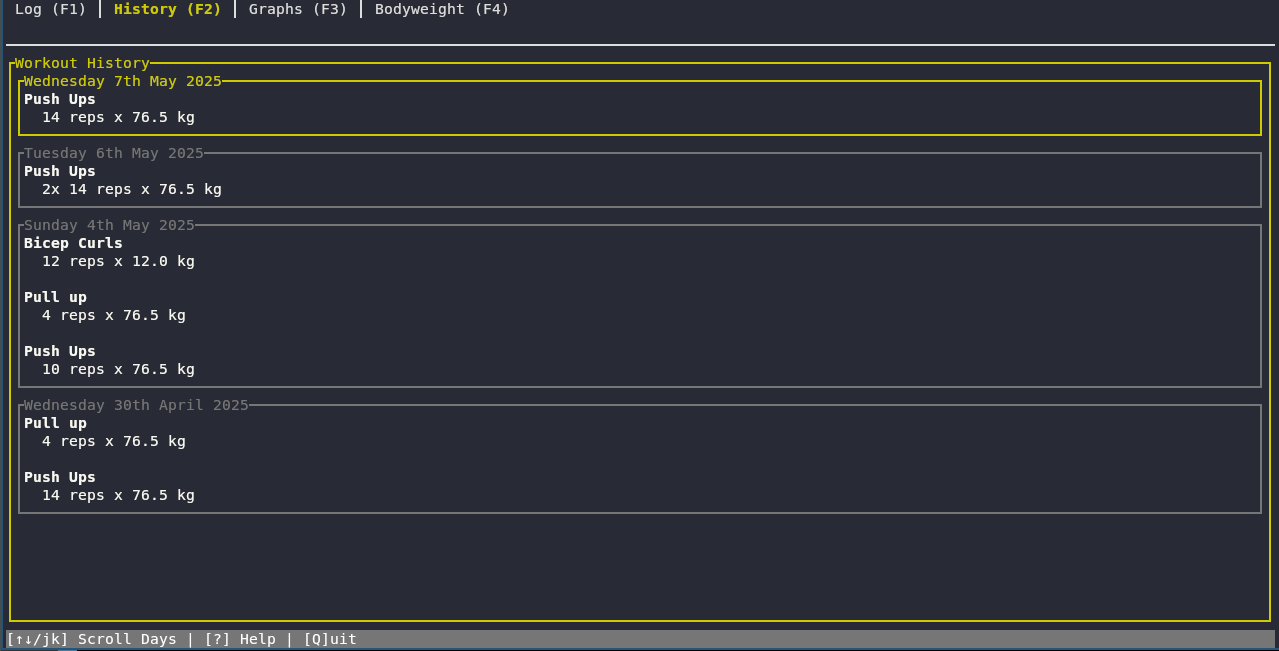 Log (F1) | History (F2) | Graphs (F3) | Bodyweight (F4)
Workout History
Wednesday 7th May 2025
Push Ups
14 reps x 76.5 kg
Tuesday 6th May 2025
Push Ups
2x 14 reps x 76.5 kg
Sunday 4th May 2025
Bicep Curls
12 reps x 12.0 kg
Pull up
4 reps x 76.5 kg
Push Ups
10 reps x 76.5 kg
Wednesday 30th April 2025
Pull up
4 reps x 76.5 kg
Push Ups
14 reps x 76.5 kg
[↑↓/jk] Scroll Days | [?] Help | [Q]uit